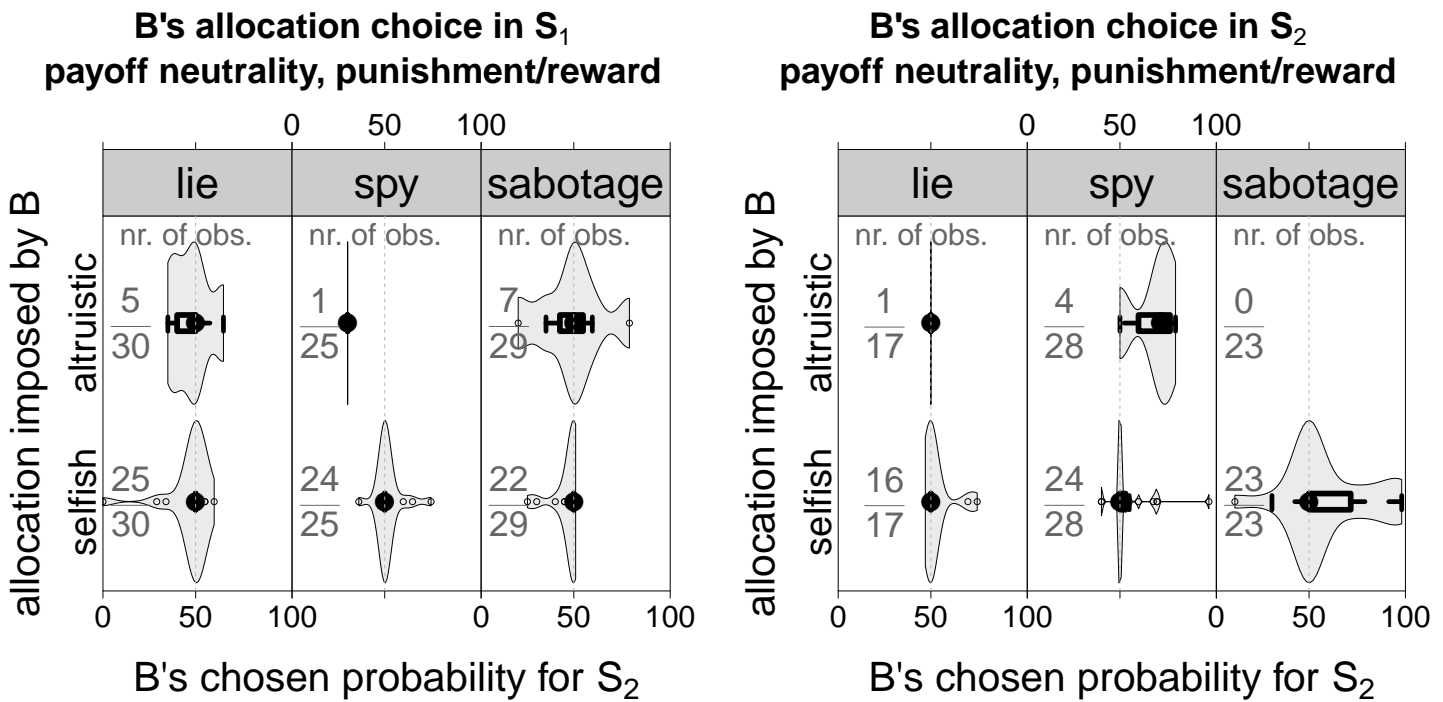 B's allocation choice in S₁
payoff neutrality, punishment/reward
0 50 100
lie spy sabotage
nr. of obs. nr. of obs. nr. of obs.
allocation imposed by B
altruistic
5/30 1/25 7/29
selfish
25/30 24/25 22/29
0 50 100 0 50 100
B's chosen probability for S₂
B's allocation choice in S₂
payoff neutrality, punishment/reward
0 50 100
lie spy sabotage
nr. of obs. nr. of obs. nr. of obs.
allocation imposed by B
altruistic
1/17 4/28 0/23
selfish
16/17 24/28 23/23
0 50 100 0 50 100
B's chosen probability for S₂